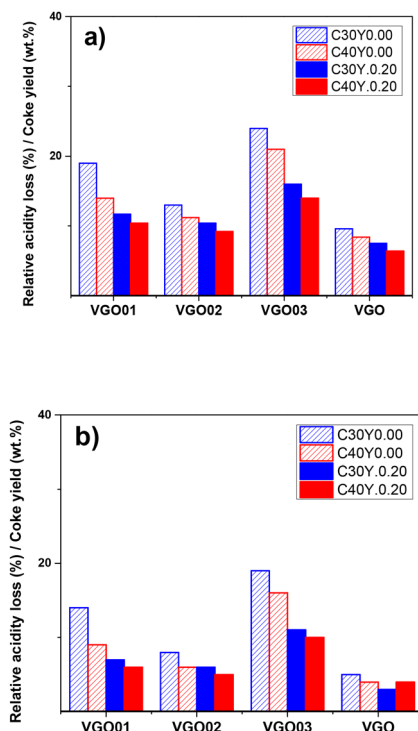 a)
Relative acidity loss (%) / Coke yield (wt.%)
40
20
C30Y0.00
C40Y0.00
C30Y.0.20
C40Y.0.20
VGO01 VGO02 VGO03 VGO
b)
Relative acidity loss (%) / Coke yield (wt.%)
40
20
C30Y0.00
C40Y0.00
C30Y.0.20
C40Y.0.20
VGO01 VGO02 VGO03 VGO